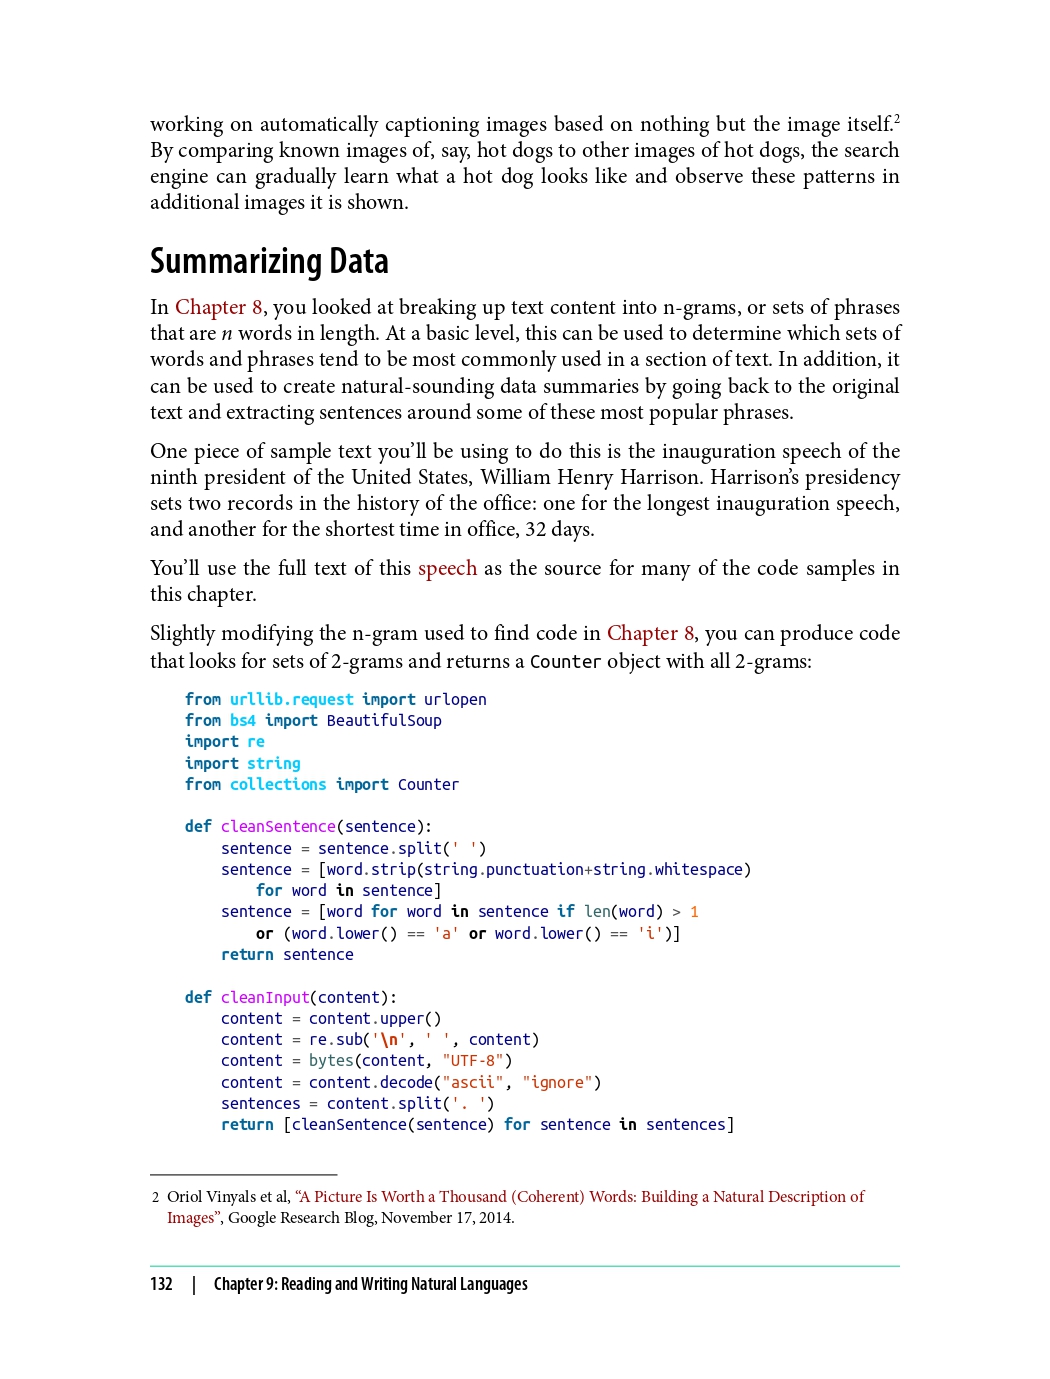 working on automatically captioning images based on nothing but the image itself.2
By comparing known images of, say, hot dogs to other images of hot dogs, the search
engine can gradually learn what a hot dog looks like and observe these patterns in
additional images it is shown.
Summarizing Data
In Chapter 8, you looked at breaking up text content into n-grams, or sets of phrases
that are n words in length. At a basic level, this can be used to determine which sets of
words and phrases tend to be most commonly used in a section of text. In addition, it
can be used to create natural-sounding data summaries by going back to the original
text and extracting sentences around some of these most popular phrases.
One piece of sample text you’ll be using to do this is the inauguration speech of the
ninth president of the United States, William Henry Harrison. Harrison’s presidency
sets two records in the history of the office: one for the longest inauguration speech,
and another for the shortest time in office, 32 days.
You’ll use the full text of this speech as the source for many of the code samples in
this chapter.
Slightly modifying the n-gram used to find code in Chapter 8, you can produce code
that looks for sets of 2-grams and returns a Counter object with all 2-grams:
from urllib.request import urlopen
from bs4 import BeautifulSoup
import re
import string
from collections import Counter
def cleanSentence(sentence):
    sentence = sentence.split(' ')
    sentence = [word.strip(string.punctuation+string.whitespace)
        for word in sentence]
    sentence = [word for word in sentence if len(word) > 1
        or (word.lower() == 'a' or word.lower() == 'i')]
    return sentence
def cleanInput(content):
    content = content.upper()
    content = re.sub('\n', ' ', content)
    content = bytes(content, "UTF-8")
    content = content.decode("ascii", "ignore")
    sentences = content.split('. ')
    return [cleanSentence(sentence) for sentence in sentences]
2 Oriol Vinyals et al, “A Picture Is Worth a Thousand (Coherent) Words: Building a Natural Description of
Images”, Google Research Blog, November 17, 2014.
132 | Chapter 9: Reading and Writing Natural Languages